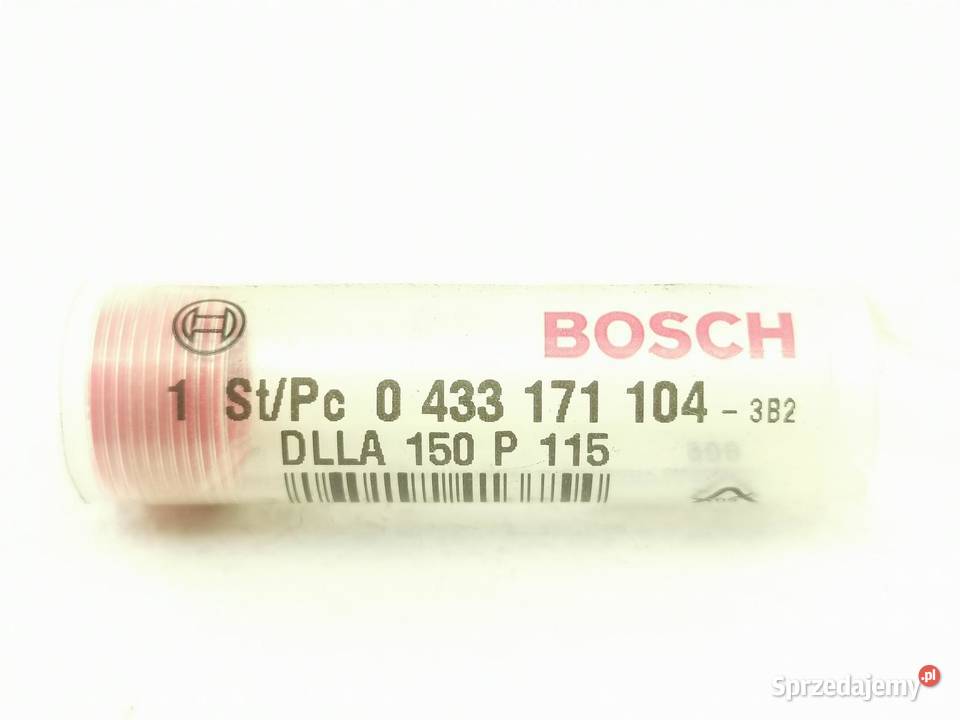 BOSCH
1 St/Pc 0 433 171 104 - 3B2
DLLA 150 P 115
Sprzedajemy.pl